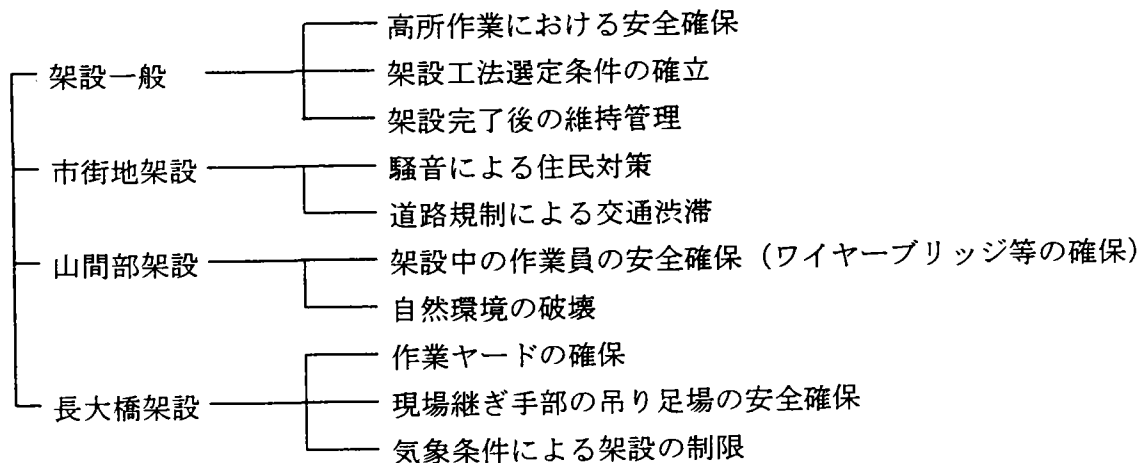 高所作業における安全確保
架設一般
架設工法選定条件の確立
架設完了後の維持管理
市街地架設
騒音による住民対策
道路規制による交通渋滞
山間部架設
架設中の作業員の安全確保（ワイヤーブリッジ等の確保）
自然環境の破壊
作業ヤードの確保
長大橋架設
現場継ぎ手部の吊り足場の安全確保
気象条件による架設の制限